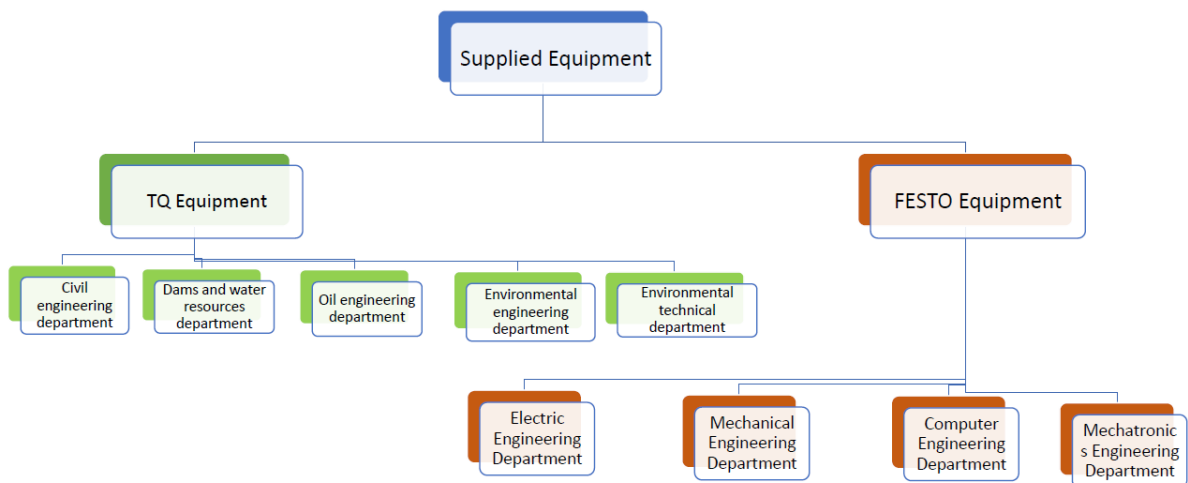 Supplied Equipment
TQ Equipment
FESTO Equipment
Civil
engineering
department
Dams and water
resources
department
Oil engineering
department
Environmental
engineering
department
Environmental
technical
department
Electric
Engineering
Department
Mechanical
Engineering
Department
Computer
Engineering
Department
Mechatronic
s Engineering
Department